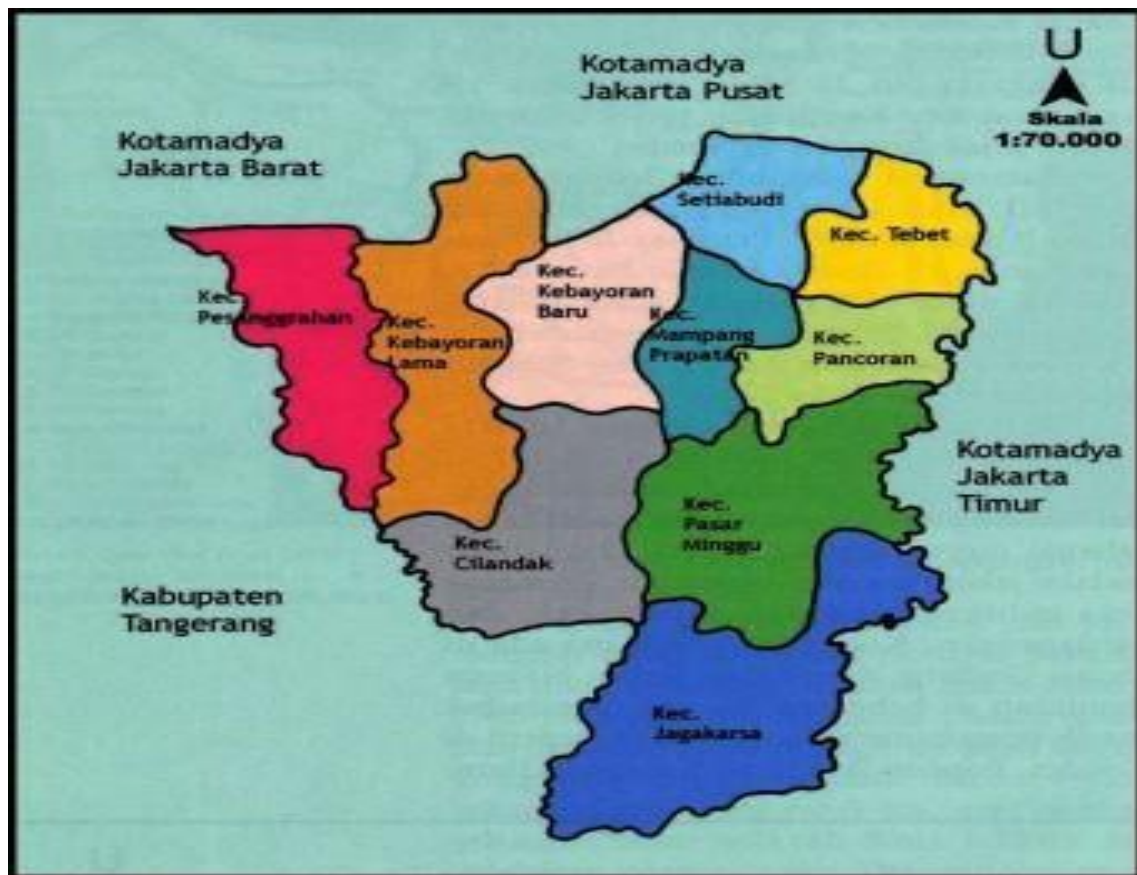 U
Skala
1:70.000
Kotamadya
Jakarta Pusat
Kotamadya
Jakarta Barat
Kec.
Setiabudi
Kec. Tebet
Kec.
Kebayoran
Baru
Kec.
Pesanggrahan
Kec.
Kebayoran
Lama
Kec.
Mampang
Prapatan
Kec.
Pancoran
Kotamadya
Jakarta
Timur
Kec.
Pasar
Minggu
Kec.
Cilandak
Kabupaten
Tangerang
Kec.
Jagakarsa